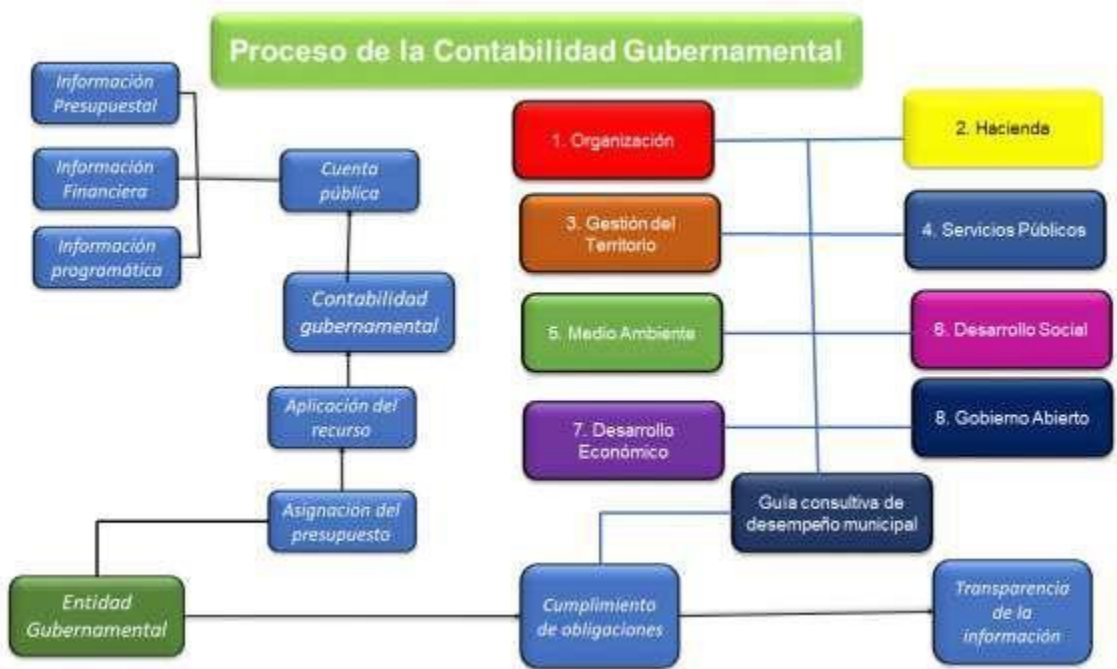 Proceso de la Contabilidad Gubernamental
Información
Presupuestal
Información
Financiera
Información
programática
Cuenta
pública
Contabilidad
gubernamental
Aplicación del
recurso
Asignación del
presupuesto
Entidad
Gubernamental
1. Organización
2. Hacienda
3. Gestión del
Territorio
4. Servicios Públicos
5. Medio Ambiente
6. Desarrollo Social
7. Desarrollo
Económico
8. Gobierno Abierto
Guía consultiva de
desempeño municipal
Cumplimiento
de obligaciones
Transparencia
de la
información